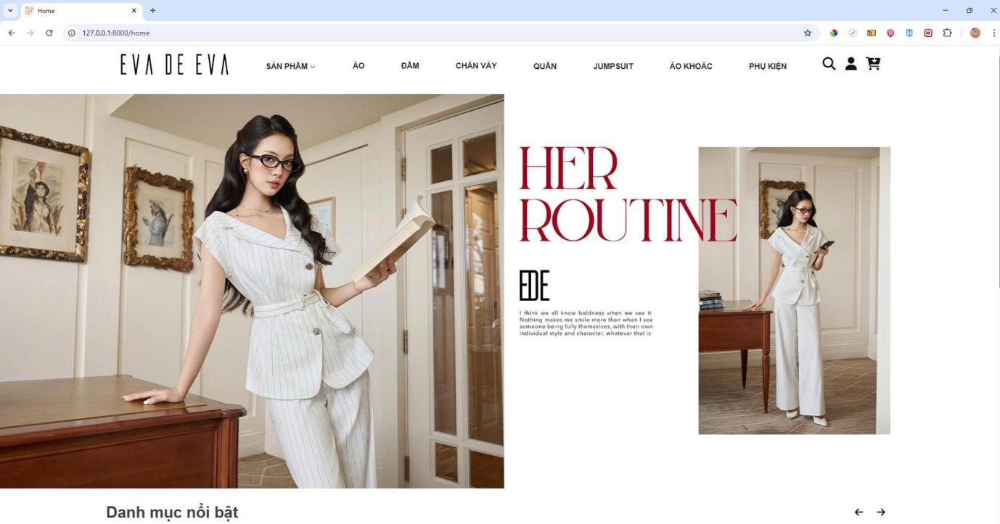 Home
127.0.0.1:8000/home
EVA DE EVA
SẢN PHẨM
ÁO
ĐẦM
CHÂN VÁY
QUẦN
JUMPSUIT
ÁO KHOÁC
PHỤ KIỆN
HER
ROUTINE
EDE
I think we all know boldness when we see it.
Nothing makes me smile more than when I see
someone being fully themselves, with their own
individual style and character, whatever that is
Danh mục nổi bật